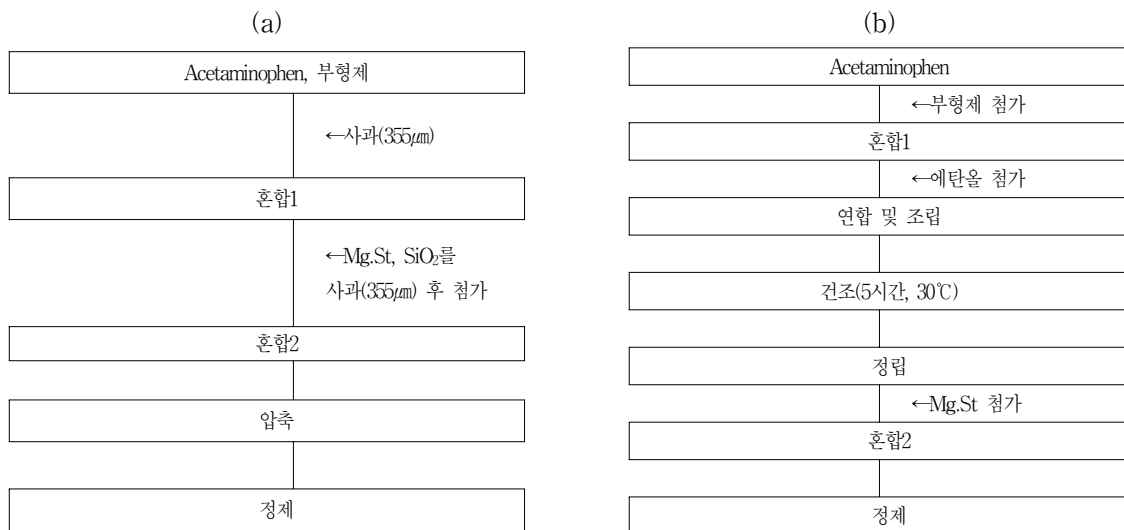 (a)
Acetaminophen, 부형제
←사과(355㎛)
혼합1
←Mg.St, SiO₂를
사과(355㎛) 후 첨가
혼합2
압축
정제
(b)
Acetaminophen
←부형제 첨가
혼합1
←에탄올 첨가
연합 및 조립
건조(5시간, 30℃)
정립
←Mg.St 첨가
혼합2
정제